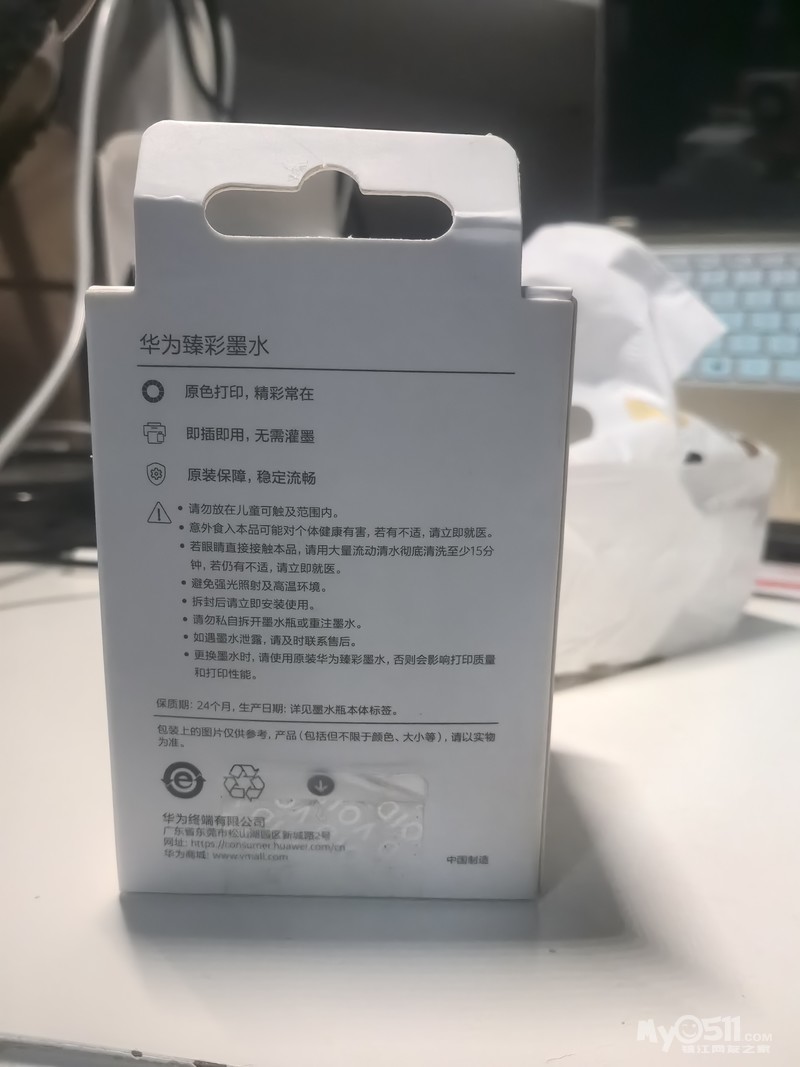 华为臻彩墨水
原色打印，精彩常在
即插即用，无需灌墨
原装保障，稳定流畅
• 请勿放在儿童可触及范围内。
• 意外食入本品可能对个体健康有害，若有不适，请立即就医。
• 若眼睛直接接触本品，请用大量流动清水彻底清洗至少15分
钟，若仍有不适，请立即就医。
• 避免强光照射及高温环境。
• 拆封后请立即安装使用。
• 请勿私自拆开墨水瓶或重注墨水。
• 如遇墨水泄露，请及时联系售后。
• 更换墨水时，请使用原装华为臻彩墨水，否则会影响打印质量
和打印性能。
保质期：24个月，生产日期：详见墨水瓶本体标签。
包装上的图片仅供参考，产品（包括但不限于颜色、大小等），请以实物
为准。
VOID
华为终端有限公司
广东省东莞市松山湖园区新城路2号
网址: https://consumer.huawei.com/cn
华为商城: www.vmall.com
中国制造
My0511.COM